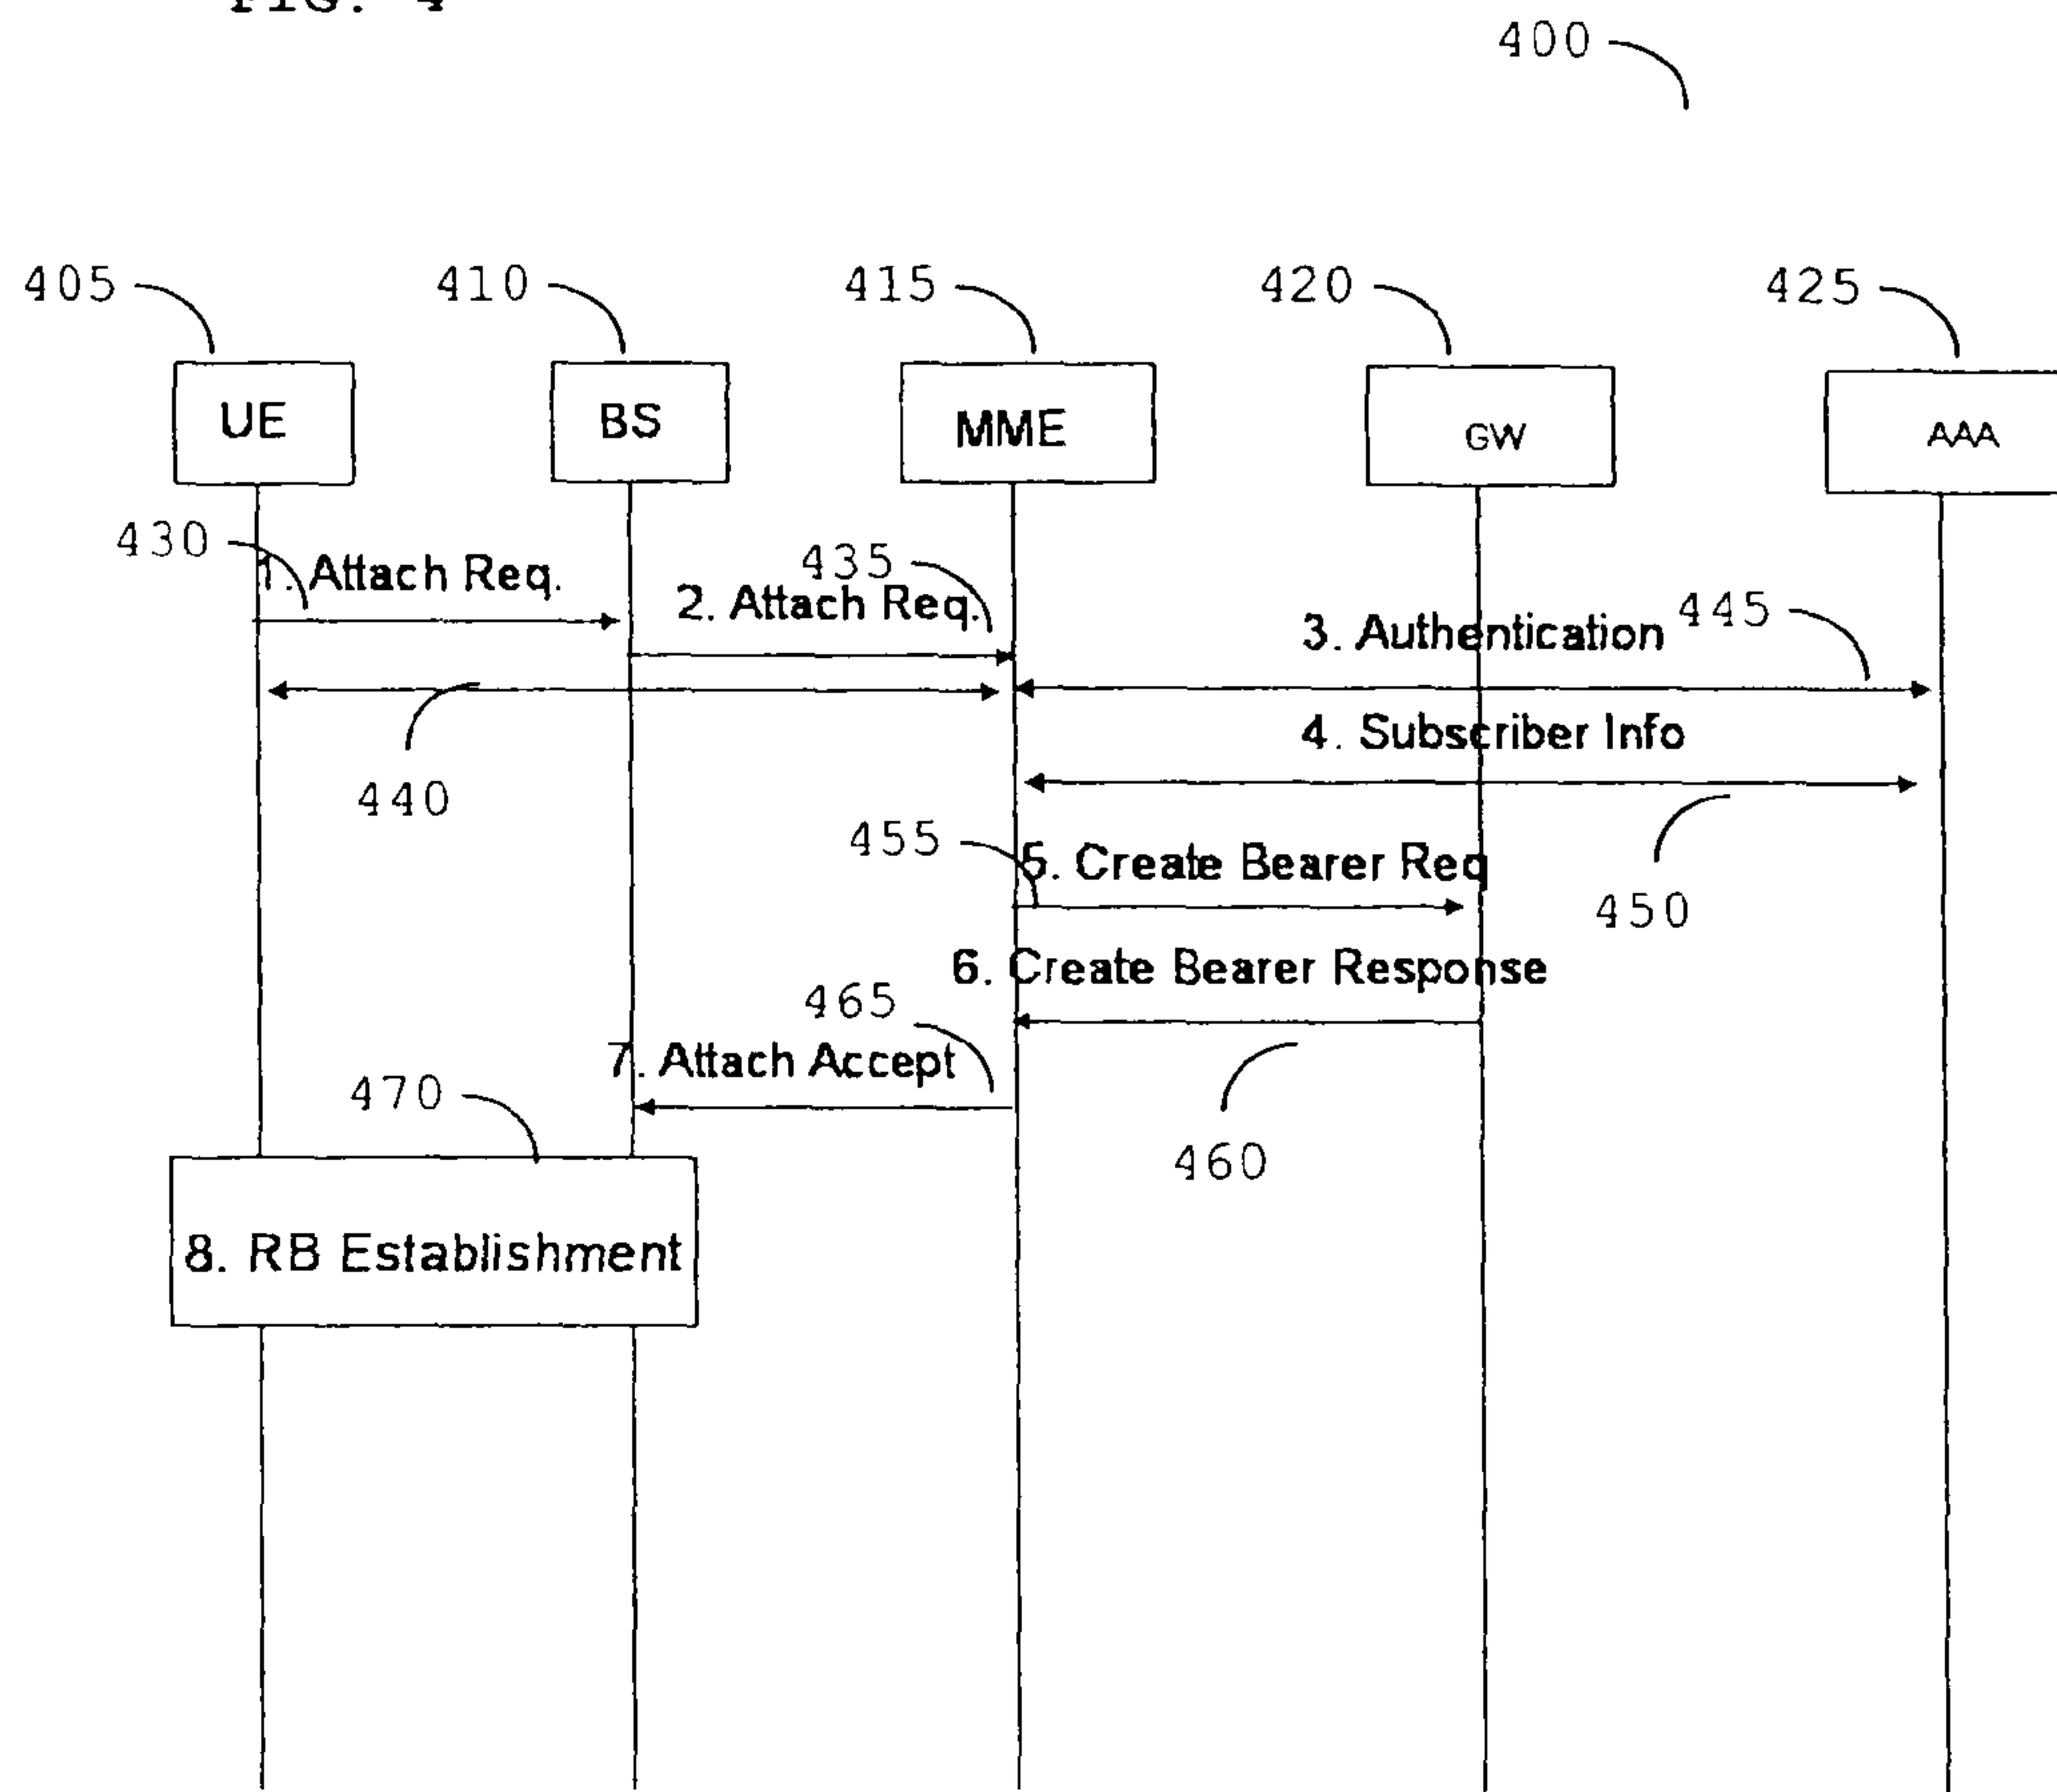 FIG. 4
400
405
410
415
420
425
UE
BS
MME
GW
AAA
430
1. Attach Req.
435
2. Attach Req.
445
3. Authentication
4. Subscriber Info
440
455
5. Create Bearer Req
450
6. Create Bearer Response
465
7. Attach Accept
470
460
8. RB Establishment